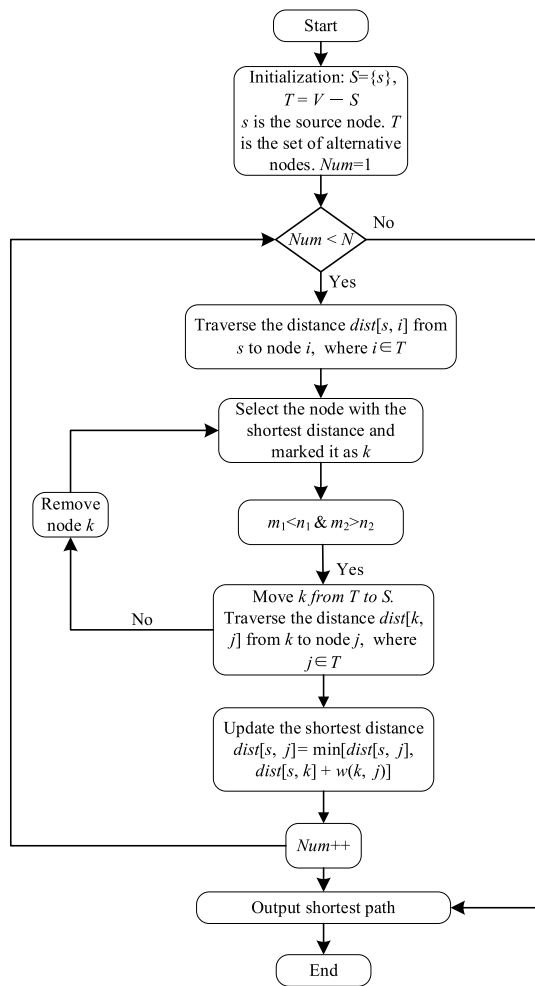 Start
Initialization: S={s},
T = V − S
s is the source node. T
is the set of alternative
nodes. Num=1
No
Num < N
Yes
Traverse the distance dist[s, i] from
s to node i, where i∈T
Select the node with the
shortest distance and
marked it as k
Remove
node k
m₁<n₁ & m₂>n₂
Yes
No
Move k from T to S.
Traverse the distance dist[k,
j] from k to node j, where
j∈T
Update the shortest distance
dist[s, j]= min[dist[s, j],
dist[s, k] + w(k, j)]
Num++
Output shortest path
End